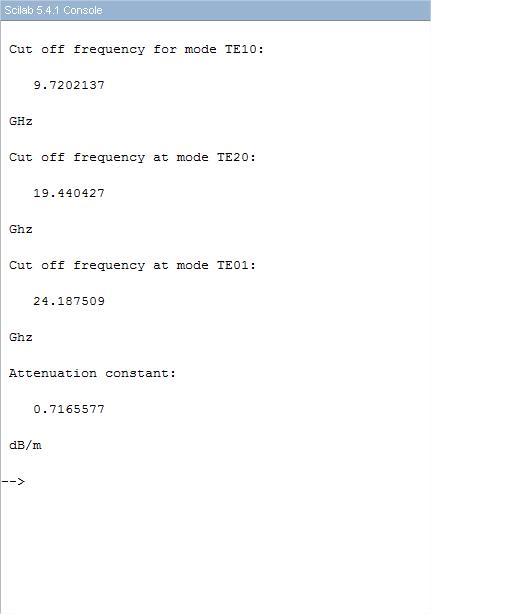 Scilab 5.4.1 Console
Cut off frequency for mode TE10:
9.7202137
GHz
Cut off frequency at mode TE20:
19.440427
Ghz
Cut off frequency at mode TE01:
24.187509
Ghz
Attenuation constant:
0.7165577
dB/m
-->